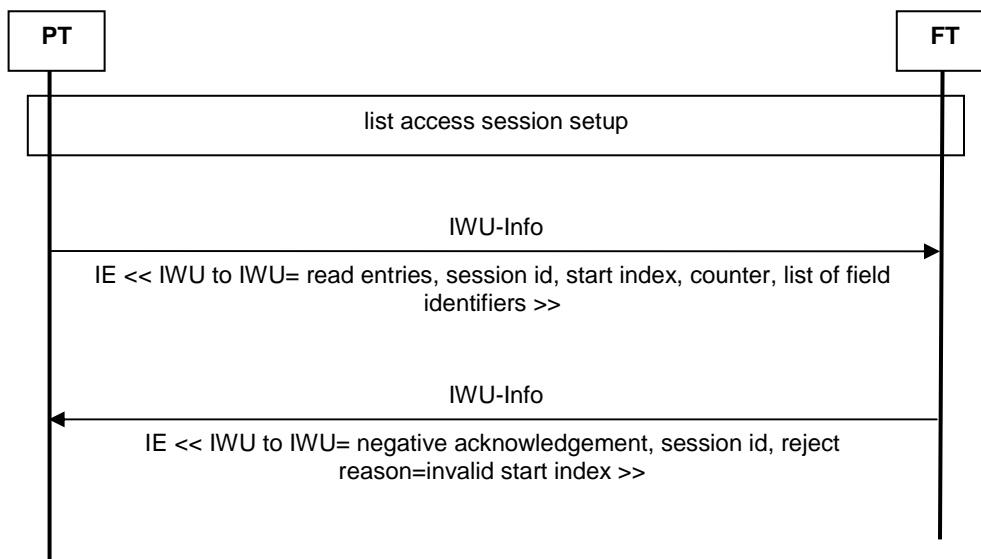 PT
FT
list access session setup
IWU-Info
IE << IWU to IWU= read entries, session id, start index, counter, list of field
identifiers >>
IWU-Info
IE << IWU to IWU= negative acknowledgement, session id, reject
reason=invalid start index >>